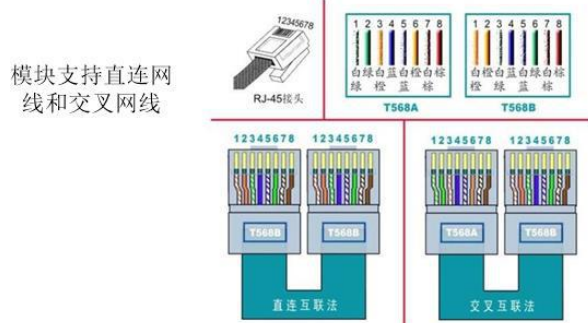 模块支持直连网
线和交叉网线
12345678
RJ-45接头
1 2 3 4 5 6 7 8
白绿白蓝白橙白棕
绿 橙 蓝 棕
T568A
1 2 3 4 5 6 7 8
白橙白蓝白绿白棕
橙 绿 蓝 棕
T568B
12345678
12345678
T568B
T568B
直连互联法
12345678
12345678
T568A
T568B
交叉互联法